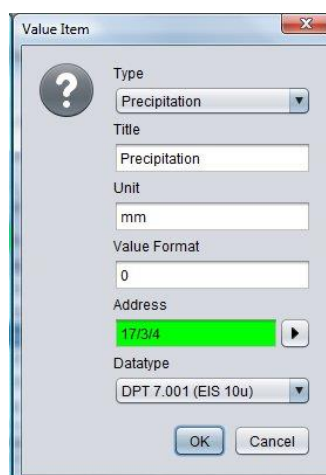 Value Item
Type
Precipitation
Title
Precipitation
Unit
mm
Value Format
0
Address
17/3/4
Datatype
DPT 7.001 (EIS 10u)
OK Cancel